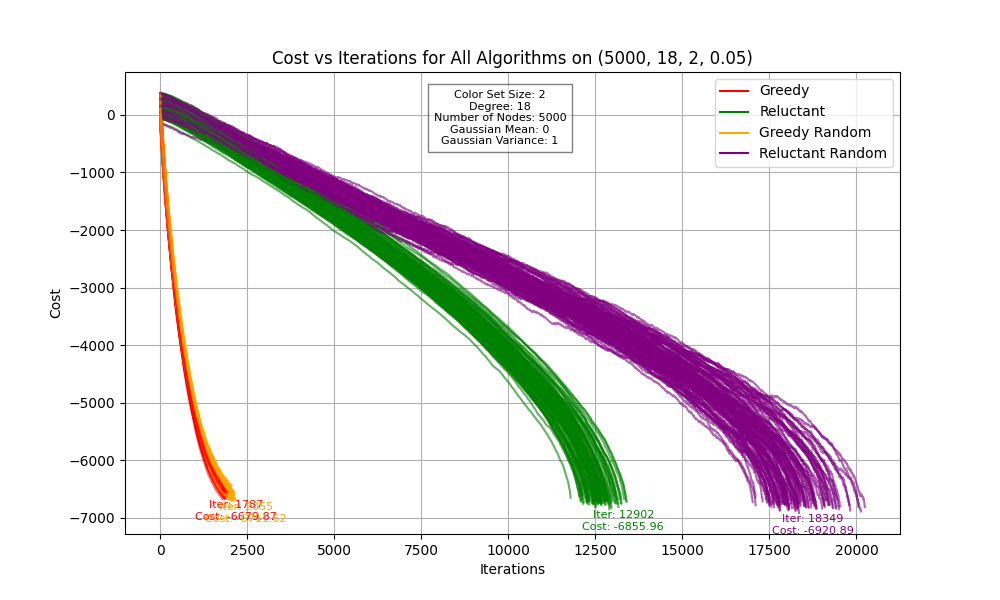 Cost vs Iterations for All Algorithms on (5000, 18, 2, 0.05)
Color Set Size: 2
Degree: 18
Number of Nodes: 5000
Gaussian Mean: 0
Gaussian Variance: 1
Greedy
Reluctant
Greedy Random
Reluctant Random
Cost
0
−1000
−2000
−3000
−4000
−5000
−6000
−7000
Iter: 1787
Cost: -6679.87
Iter: 12902
Cost: -6855.96
Iter: 18349
Cost: -6920.89
0
2500
5000
7500
10000
12500
15000
17500
20000
Iterations